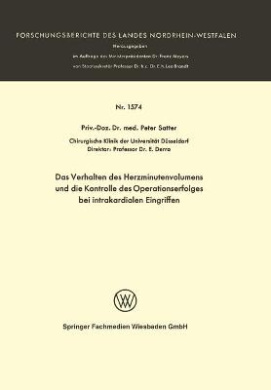 FORSCHUNGSBERICHTE DES LANDES NORDRHEIN-WESTFALEN
Herausgegeben
im Auftrage des Ministerpräsidenten Dr. Franz Meyers
von Staatssekretär Professor Dr. h. c. Dr. E. h. Leo Brandt
Nr. 1574
Priv.-Doz. Dr. med. Peter Satter
Chirurgische Klinik der Universität Düsseldorf
Direktor: Professor Dr. E. Derra
Das Verhalten des Herzminutenvolumens
und die Kontrolle des Operationserfolges
bei intrakardialen Eingriffen
Springer Fachmedien Wiesbaden GmbH